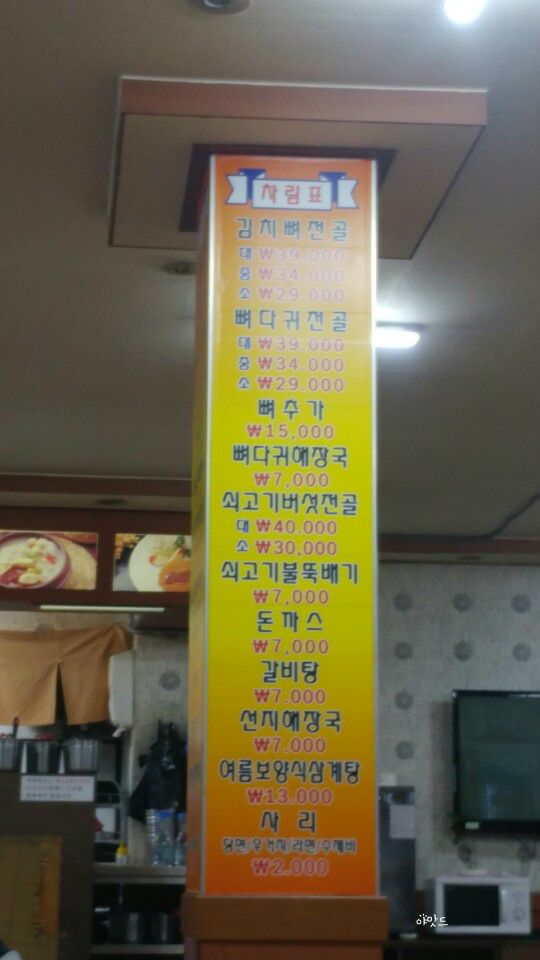 차림표
김치뼈전골
대 ₩39.000
중 ₩34.000
소 ₩29.000
뼈다귀전골
대 ₩39.000
중 ₩34.000
소 ₩29.000
뼈추가
₩15,000
뼈다귀해장국
₩7,000
쇠고기버섯전골
대 ₩40.000
소 ₩30,000
쇠고기불뚝배기
₩7,000
돈까스
₩7,000
갈비탕
₩7.000
선지해장국
₩7.000
여름보양식삼계탕
₩13.000
사리
당면/우거지/라면/수제비
₩2.000
야맛드